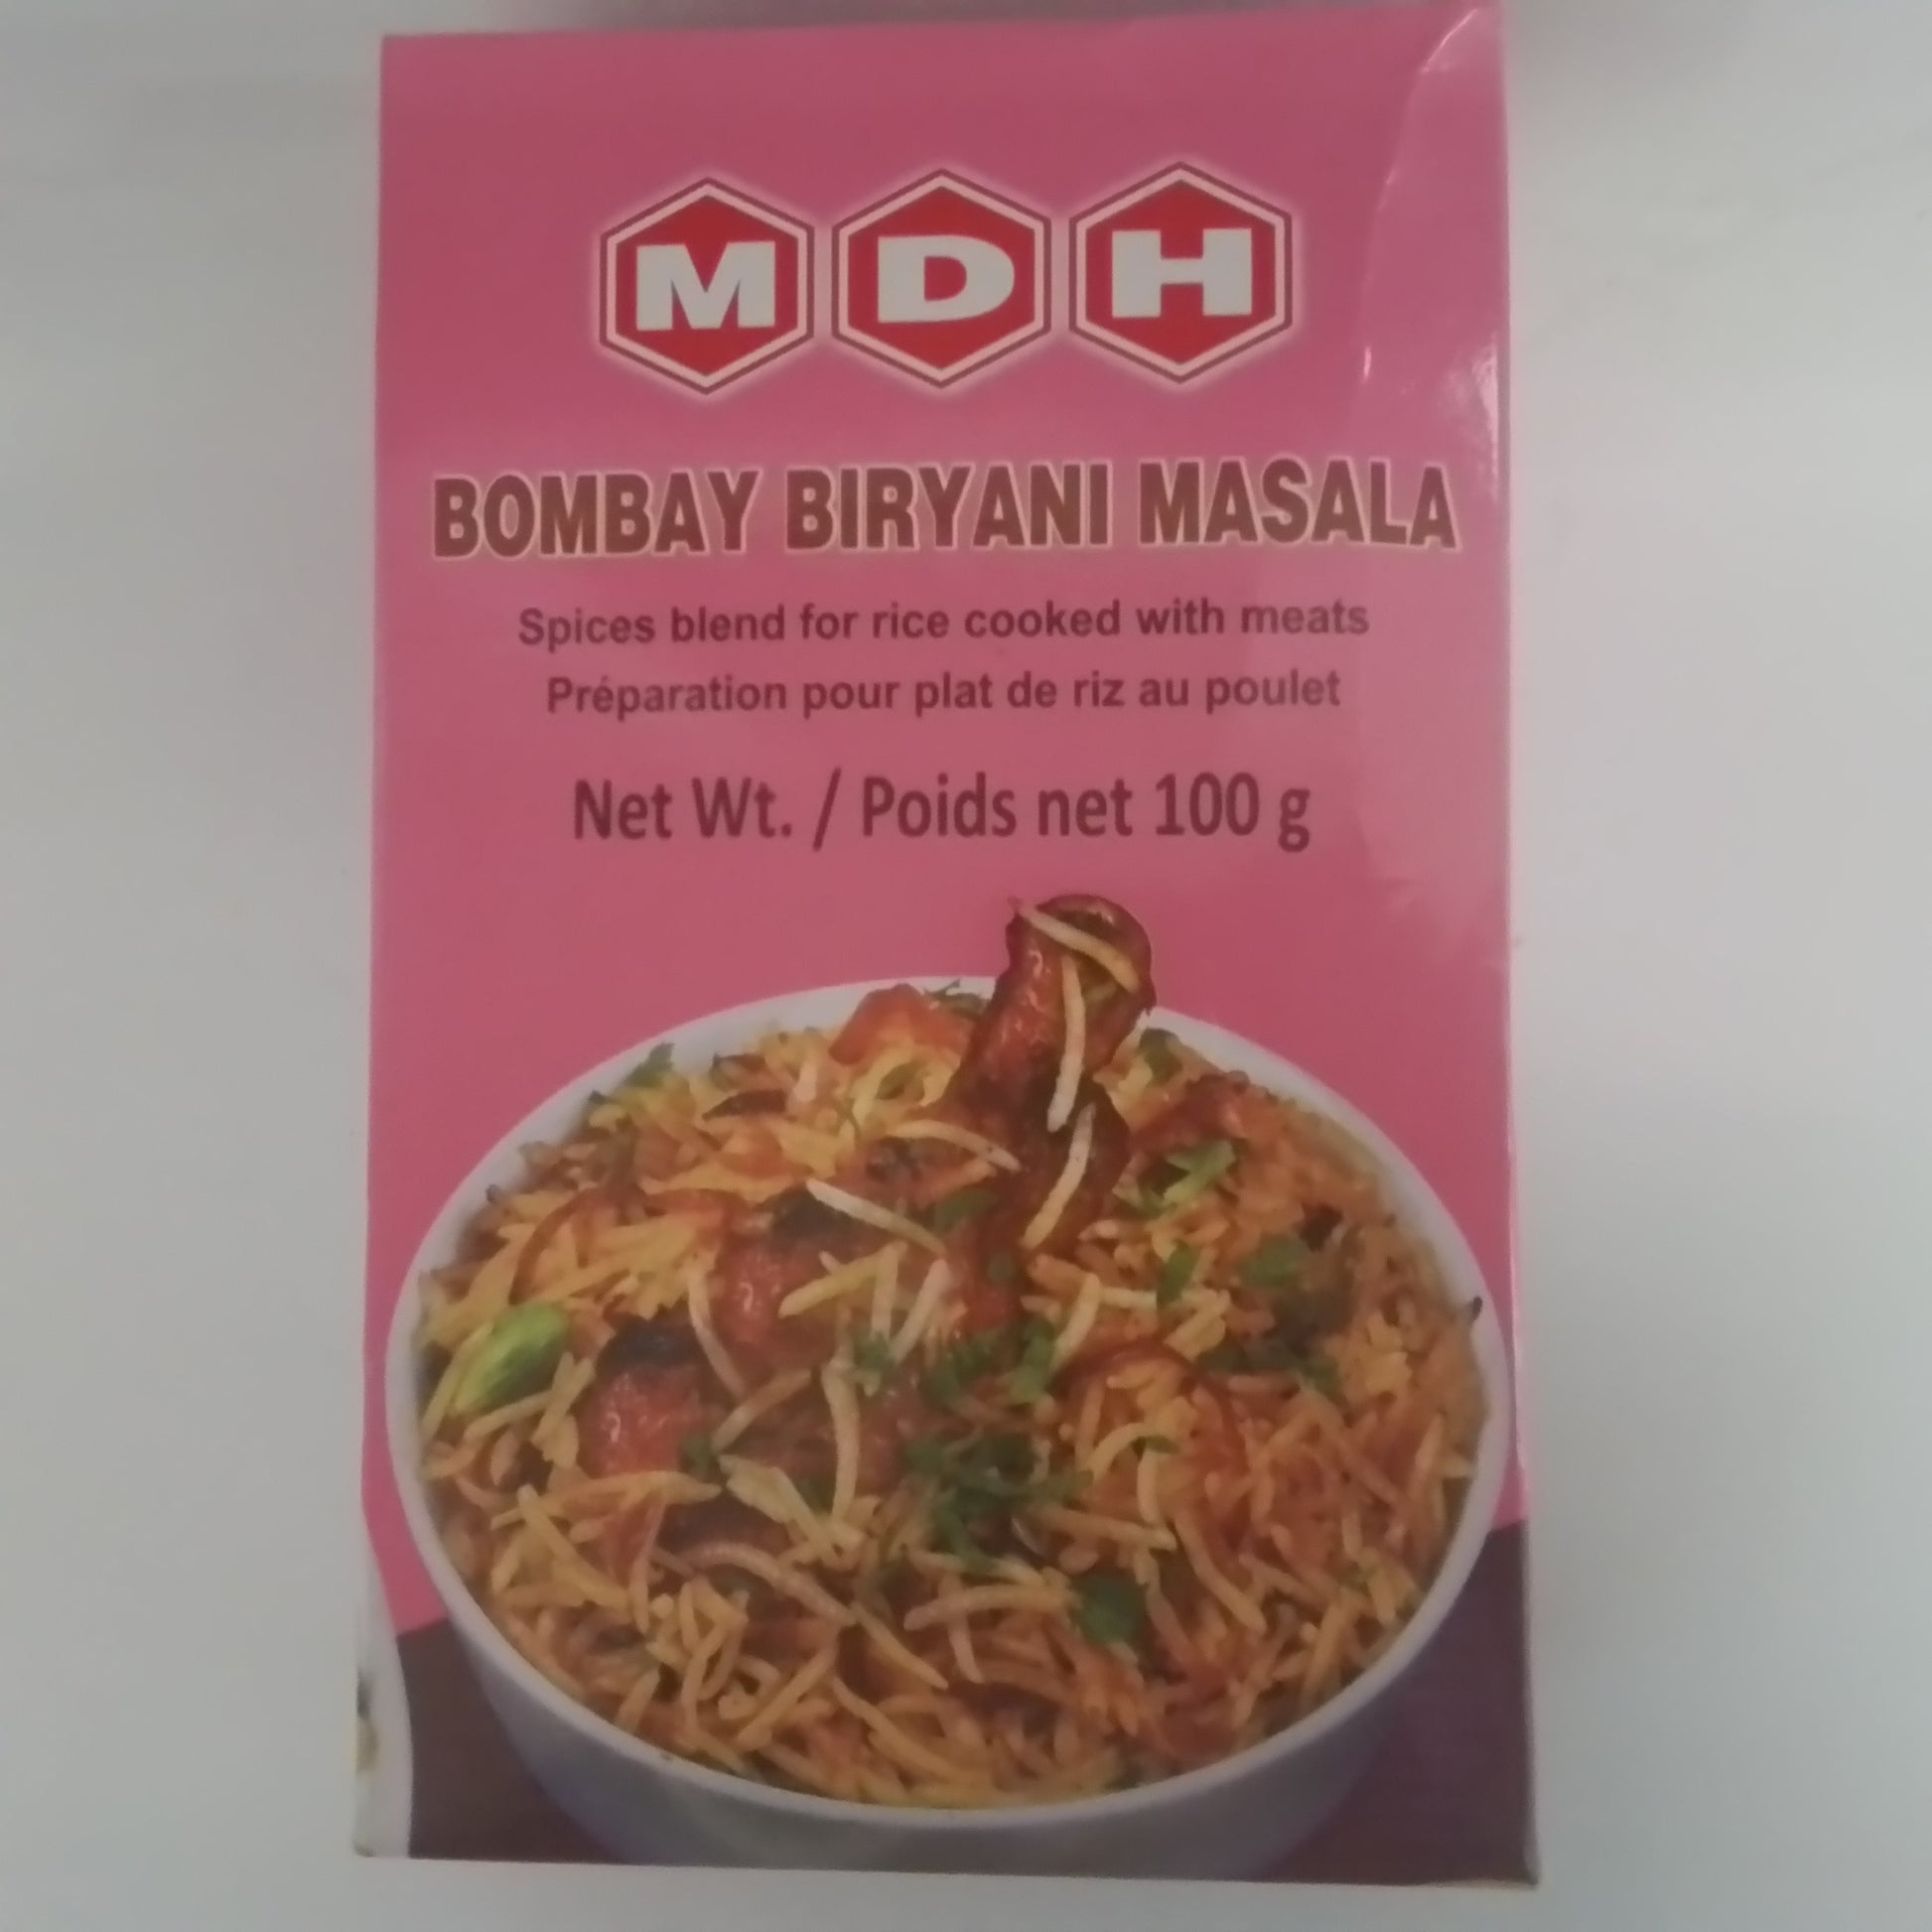 MDH
BOMBAY BIRYANI MASALA
Spices blend for rice cooked with meats
Préparation pour plat de riz au poulet
Net Wt. / Poids net 100 g